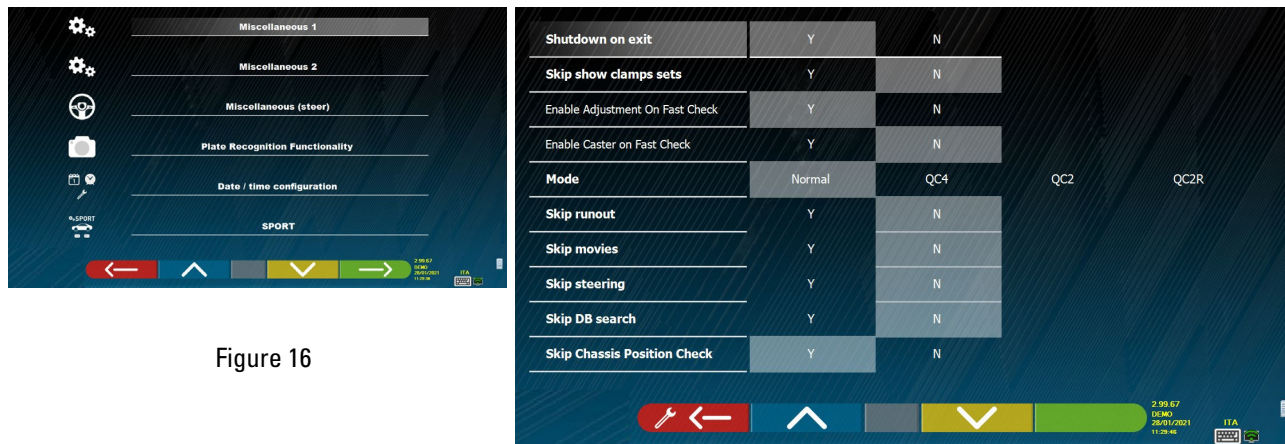 Miscellaneous 1
Miscellaneous 2
Miscellaneous (steer)
Plate Recognition Functionality
Date / time configuration
SPORT
SPORT
2.99.67
DEMO
28/01/2021
11:29:36
ITA
Figure 16
Shutdown on exit Y N
Skip show clamps sets Y N
Enable Adjustment On Fast Check Y N
Enable Caster on Fast Check Y N
Mode Normal QC4 QC2 QC2R
Skip runout Y N
Skip movies Y N
Skip steering Y N
Skip DB search Y N
Skip Chassis Position Check Y N
2.99.67
DEMO
28/01/2021
11:29:46
ITA